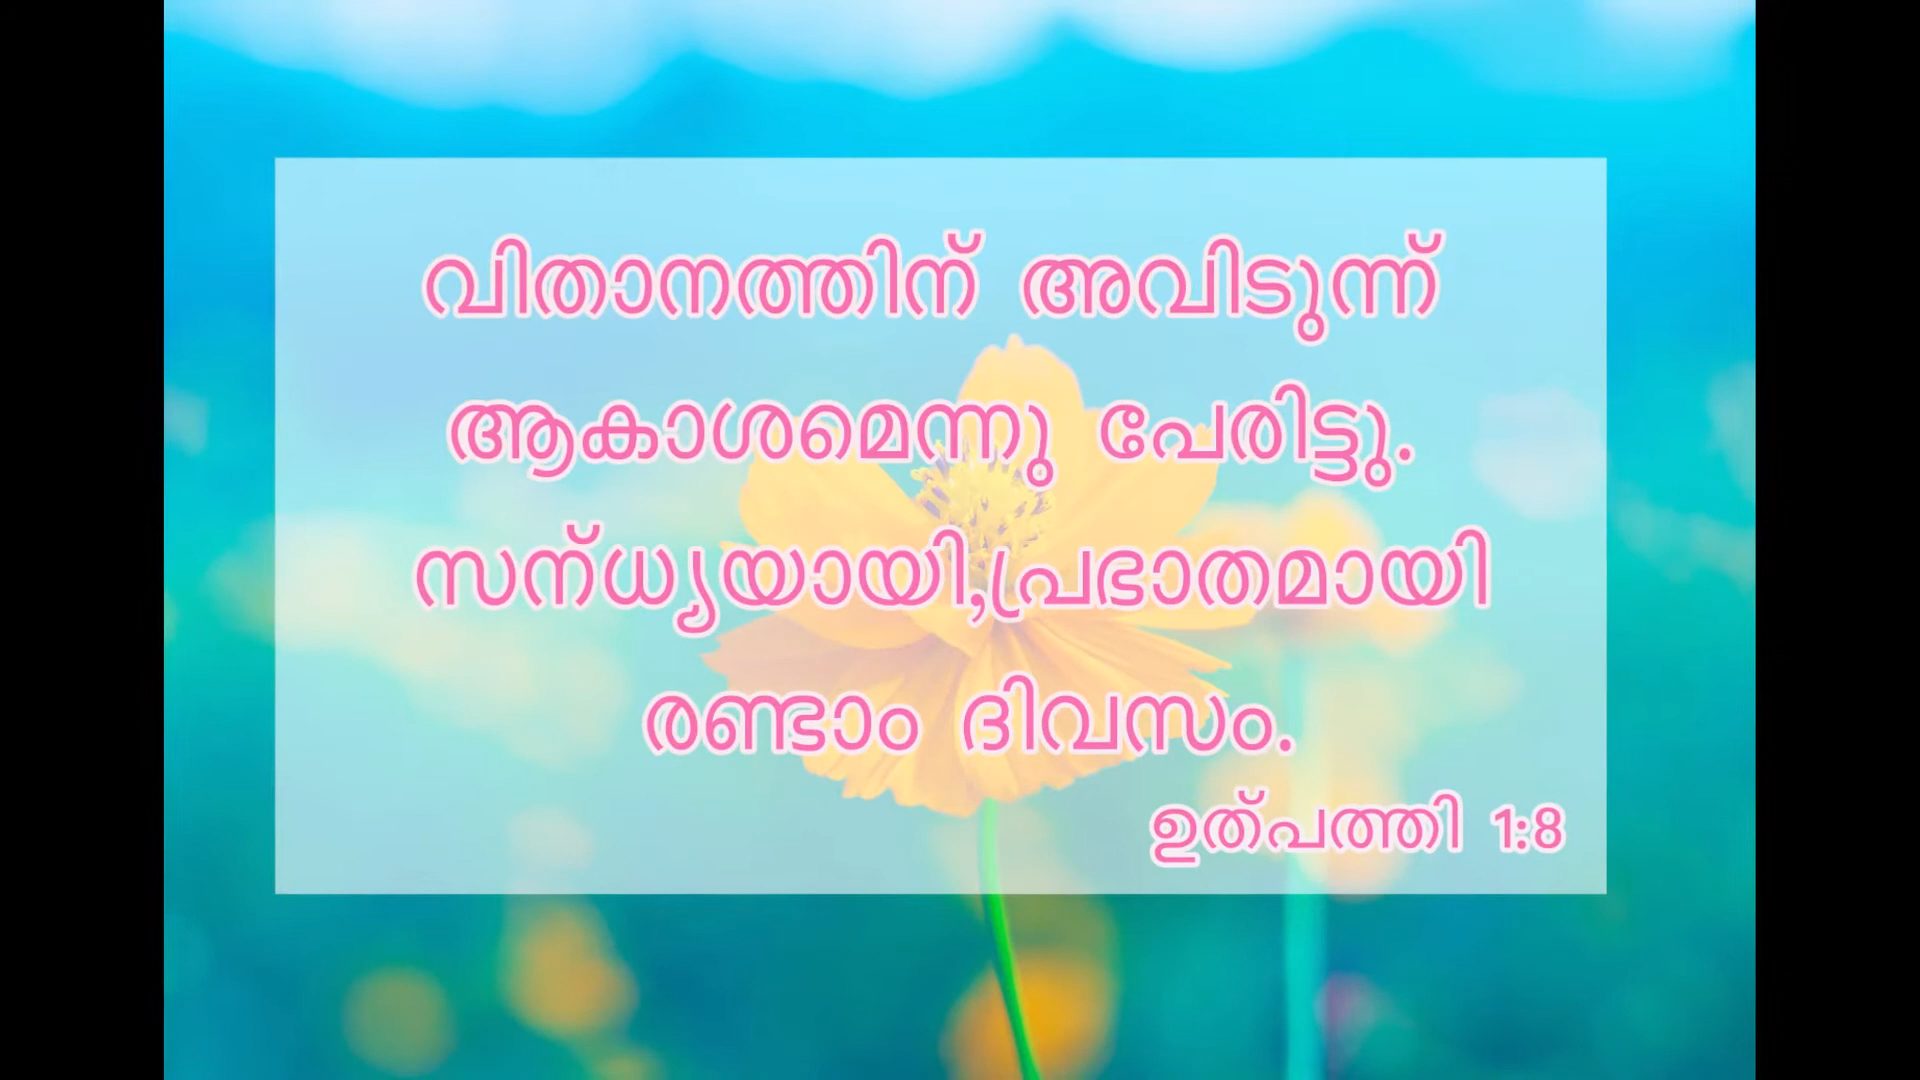 വിതാനത്തിന് അവിടുന്ന്
ആകാശമെന്നു പേരിട്ടു.
സന്ധ്യയായി,പ്രഭാതമായി
രണ്ടാം ദിവസം.
ഉത്പത്തി 1:8